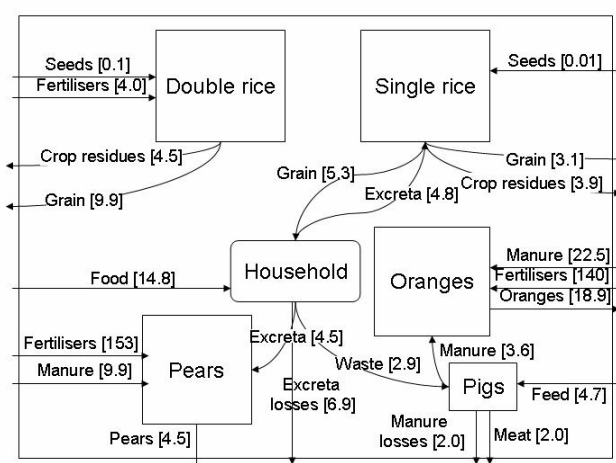 Seeds [0.1]
Fertilisers [4.0]
Double rice
Single rice
Seeds [0.01]
Crop residues [4.5]
Grain [9.9]
Grain [5.3]
Excreta [4.8]
Grain [3.1]
Crop residues [3.9]
Food [14.8]
Household
Oranges
Manure [22.5]
Fertilisers [140]
Oranges [18.9]
Fertilisers [153]
Manure [9.9]
Pears
Excreta [4.5]
Excreta
losses [6.9]
Waste [2.9]
Manure [3.6]
Pigs
Feed [4.7]
Pears [4.5]
Manure
losses [2.0]
Meat [2.0]